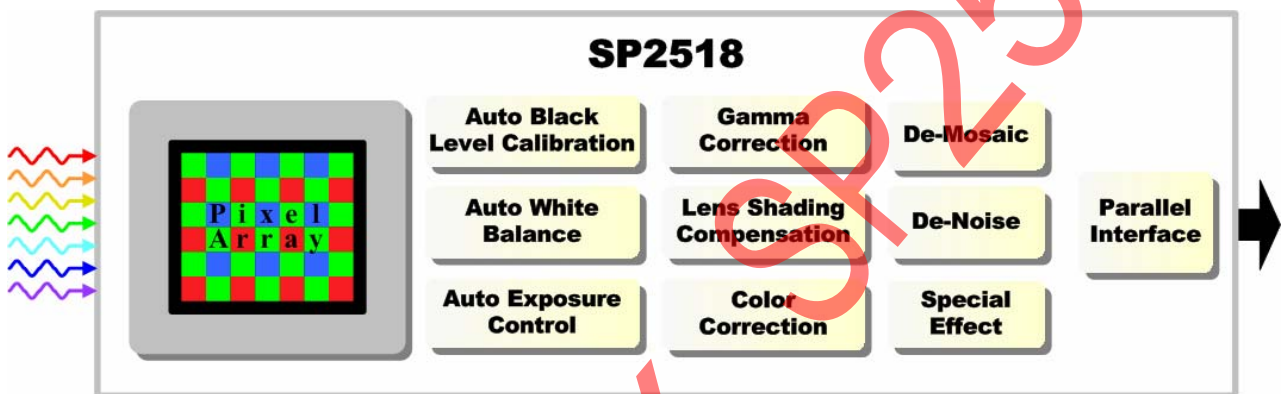 SP2518
Pixel
Array
Auto Black
Level Calibration
Gamma
Correction
De-Mosaic
Auto White
Balance
Lens Shading
Compensation
De-Noise
Auto Exposure
Control
Color
Correction
Special
Effect
Parallel
Interface
SP25